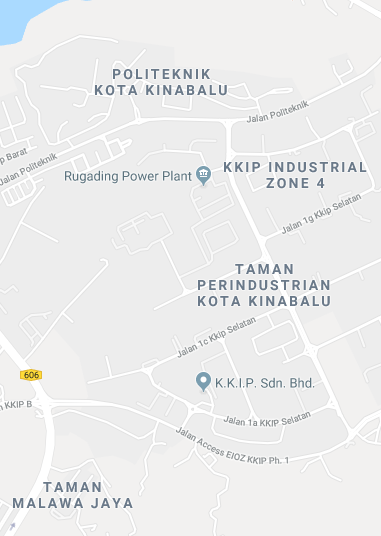 POLITEKNIK
KOTA KINABALU
Jalan Politeknik
p Barat
Jalan Politeknik
Rugading Power Plant
KKIP INDUSTRIAL
ZONE 4
Jalan 1g Kkip Selatan
TAMAN
PERINDUSTRIAN
KOTA KINABALU
Jalan 1c Kkip Selatan
606
K.K.I.P. Sdn. Bhd.
n KKIP B
Jalan 1a KKIP Selatan
Jalan Access EIOZ KKIP Ph. 1
TAMAN
MALAWA JAYA